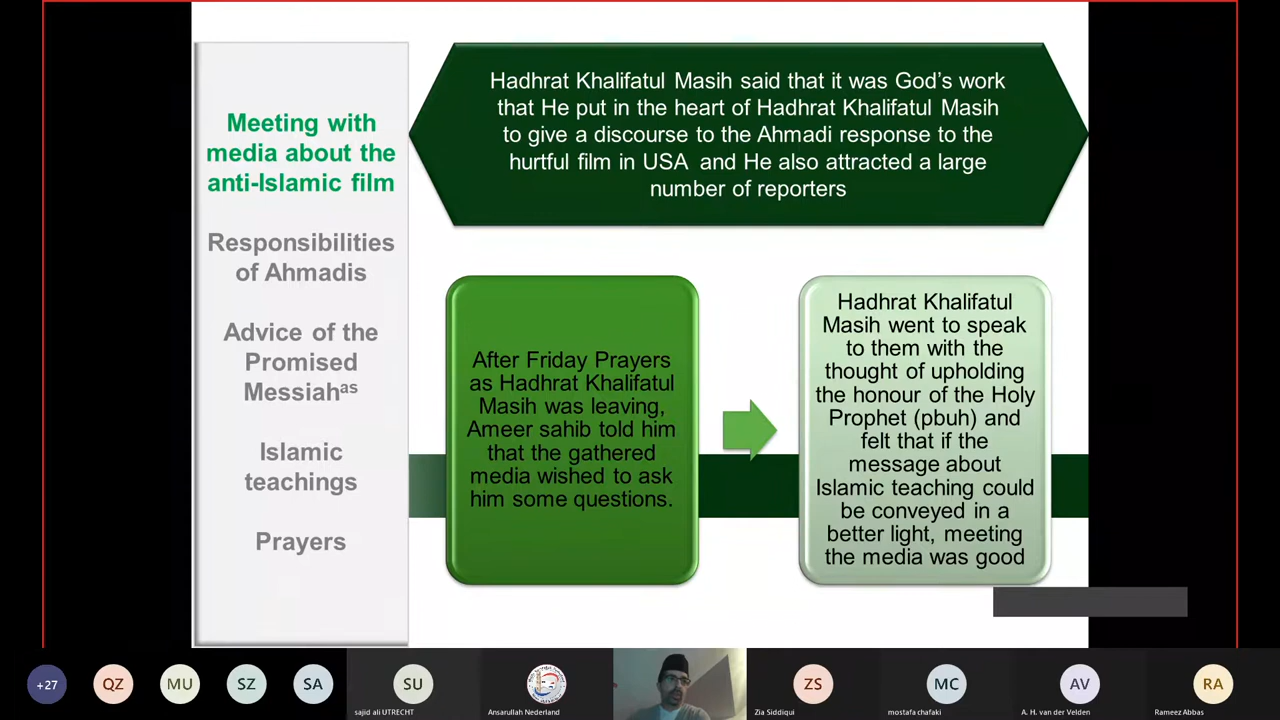 Meeting with
media about the
anti-Islamic film
Responsibilities
of Ahmadis
Advice of the
Promised
Messiahas
Islamic
teachings
Prayers
Hadhrat Khalifatul Masih said that it was God’s work
that He put in the heart of Hadhrat Khalifatul Masih
to give a discourse to the Ahmadi response to the
hurtful film in USA and He also attracted a large
number of reporters
After Friday Prayers
as Hadhrat Khalifatul
Masih was leaving,
Ameer sahib told him
that the gathered
media wished to ask
him some questions.
Hadhrat Khalifatul
Masih went to speak
to them with the
thought of upholding
the honour of the Holy
Prophet (pbuh) and
felt that if the
message about
Islamic teaching could
be conveyed in a
better light, meeting
the media was good
+27
QZ
MU
SZ
SA
SU
ZS
MC
AV
RA
sajid ali UTRECHT
Ansarullah Nederland
Zia Siddiqui
mostafa chafaki
A. H. van der Velden
Rameez Abbas